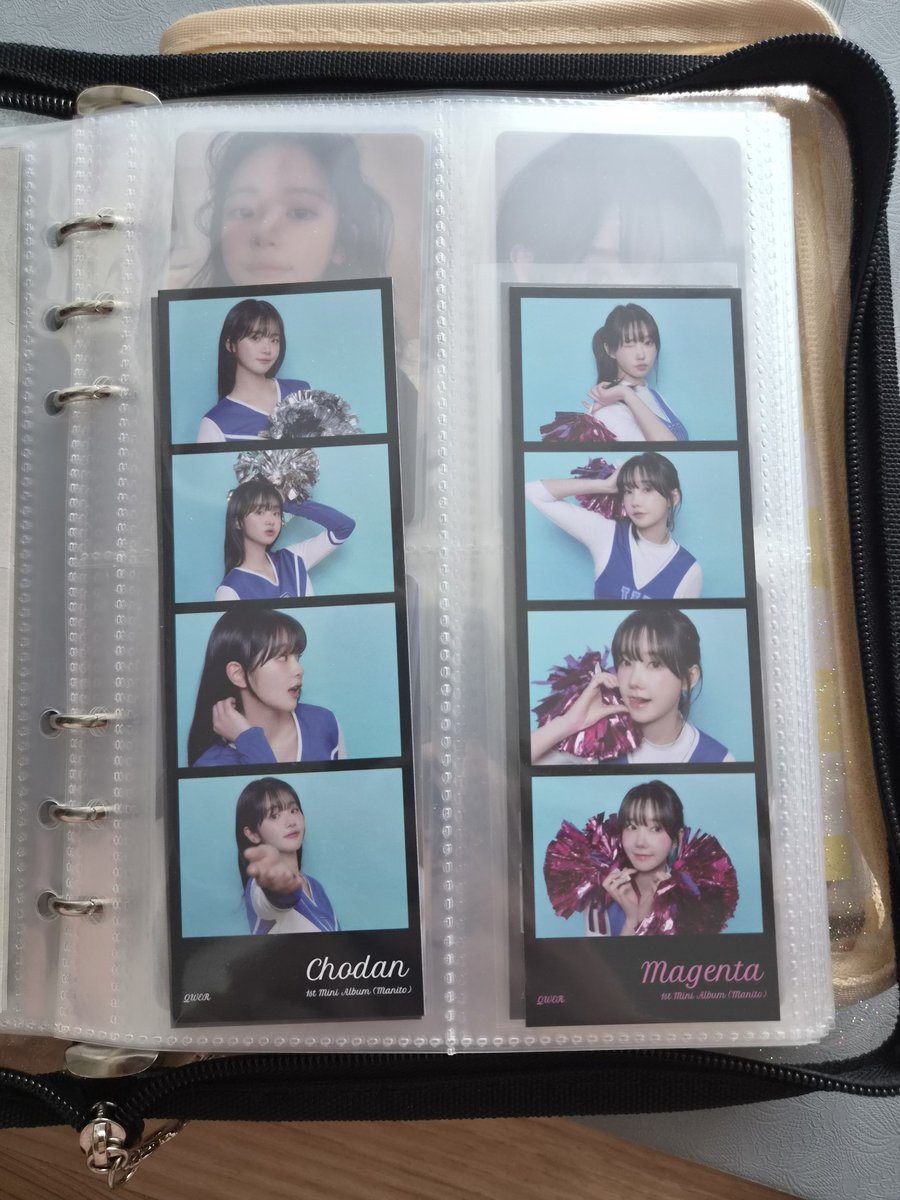 Chodan
1st Mini Album (Manito)
QWER
Magenta
1st Mini Album (Manito)
QWER